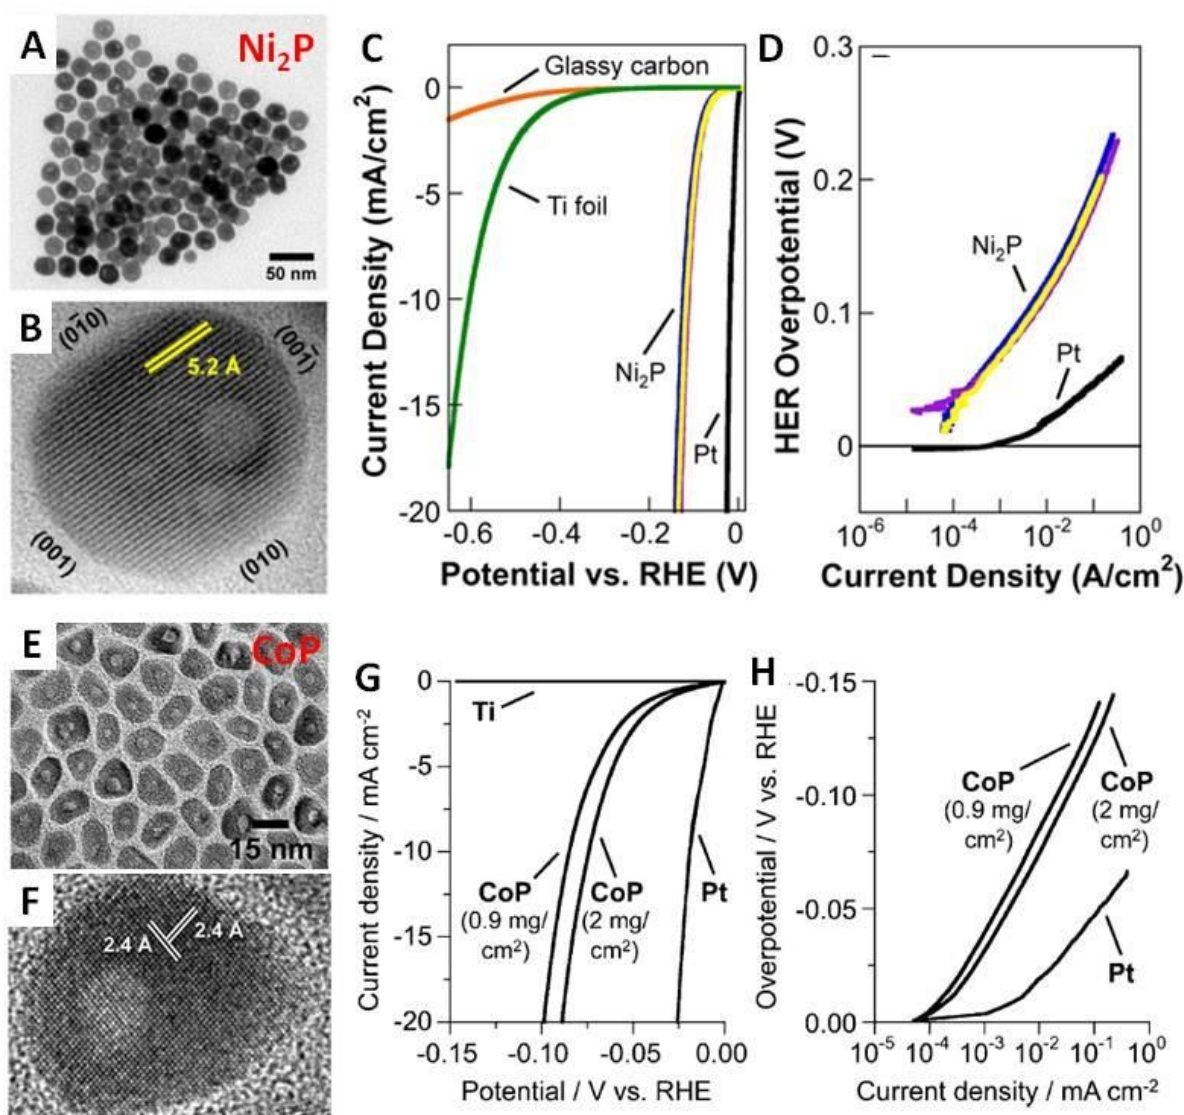 A
Ni₂P
50 nm
B
(01̄0)
(001̄)
5.2 Å
(001)
(010)
C
Glassy carbon
Ti foil
Ni₂P
Pt
0
-5
-10
-15
-20
-0.6
-0.4
-0.2
0
Current Density (mA/cm²)
Potential vs. RHE (V)
D
0.3
0.2
0.1
0
Ni₂P
Pt
10⁻⁶
10⁻⁴
10⁻²
10⁰
HER Overpotential (V)
Current Density (A/cm²)
E
CoP
15 nm
F
2.4 Å
2.4 Å
G
0
-5
-10
-15
-20
Ti
CoP
(0.9 mg/
cm²)
CoP
(2 mg/
cm²)
Pt
-0.15
-0.10
-0.05
0.00
Current density / mA cm⁻²
Potential / V vs. RHE
H
-0.15
-0.10
-0.05
0.00
CoP
(0.9 mg/
cm²)
CoP
(2 mg/
cm²)
Pt
10⁻⁵
10⁻⁴
10⁻³
10⁻²
10⁻¹
10⁰
Overpotential / V vs. RHE
Current density / mA cm⁻²